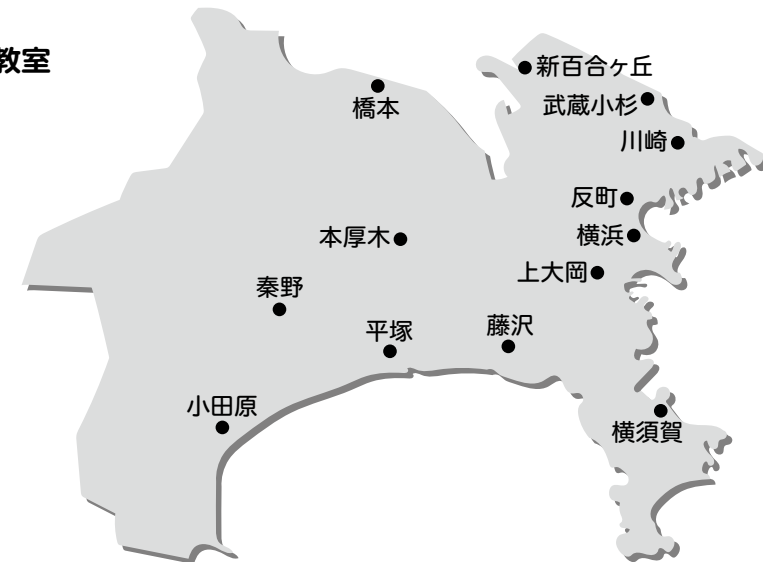 教室
新百合ヶ丘
橋本
武蔵小杉
川崎
反町
本厚木
横浜
上大岡
秦野
平塚
藤沢
小田原
横須賀